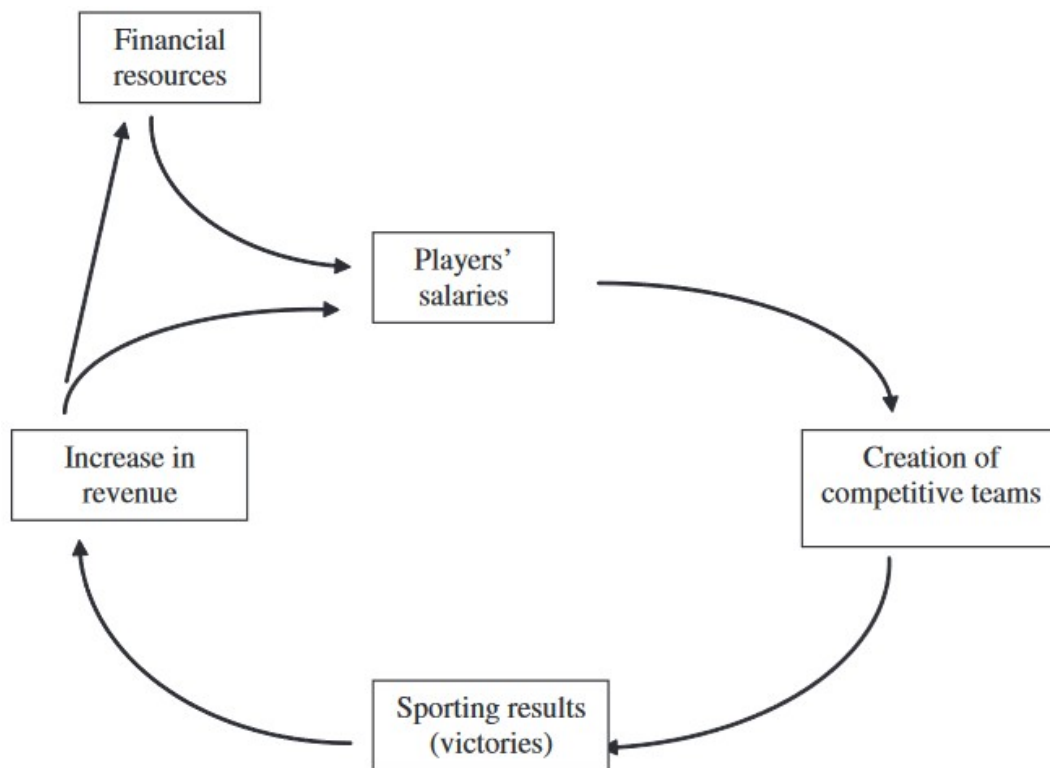 Financial
resources
Players’
salaries
Increase in
revenue
Creation of
competitive teams
Sporting results
(victories)